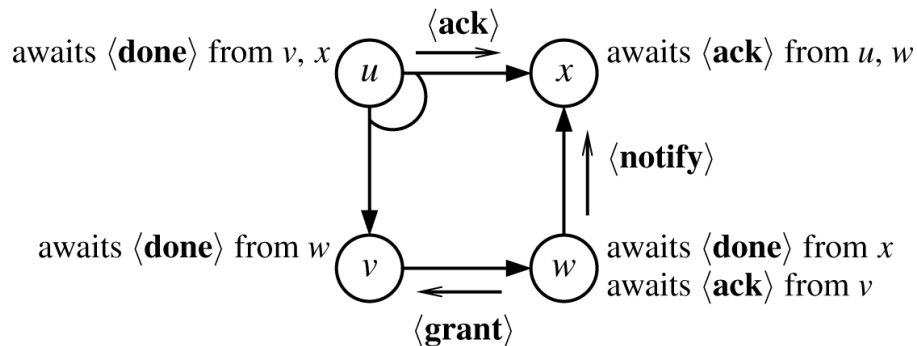 ⟨ack⟩
awaits ⟨done⟩ from v, x
u
x
awaits ⟨ack⟩ from u, w
⟨notify⟩
awaits ⟨done⟩ from w
v
w
awaits ⟨done⟩ from x
awaits ⟨ack⟩ from v
⟨grant⟩